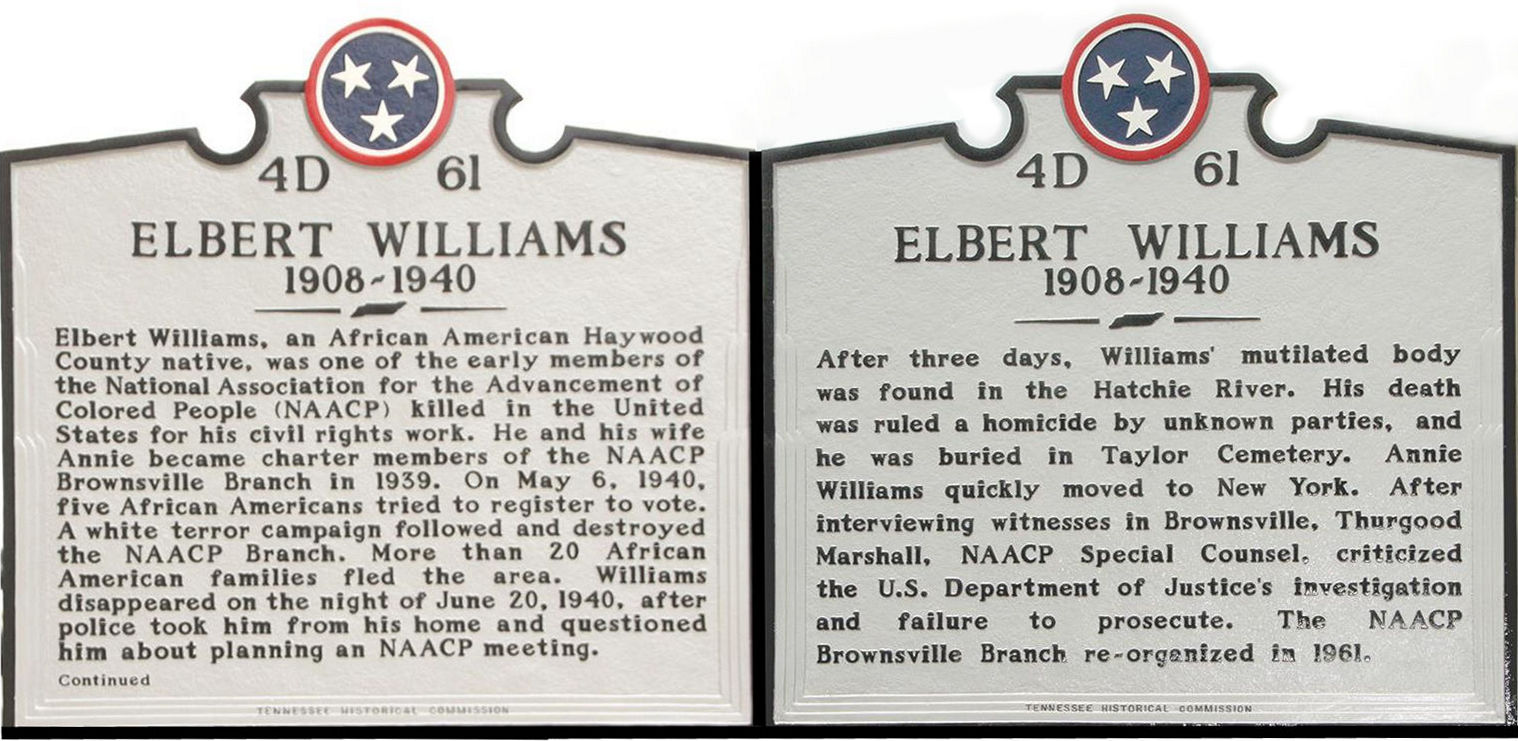 4D 61
ELBERT WILLIAMS
1908-1940
Elbert Williams, an African American Haywood
County native, was one of the early members of
the National Association for the Advancement of
Colored People (NAACP) killed in the United
States for his civil rights work. He and his wife
Annie became charter members of the NAACP
Brownsville Branch in 1939. On May 6, 1940,
five African Americans tried to register to vote.
A white terror campaign followed and destroyed
the NAACP Branch. More than 20 African
American families fled the area. Williams
disappeared on the night of June 20, 1940, after
police took him from his home and questioned
him about planning an NAACP meeting.
Continued
TENNESSEE HISTORICAL COMMISSION
4D 61
ELBERT WILLIAMS
1908-1940
After three days, Williams' mutilated body
was found in the Hatchie River. His death
was ruled a homicide by unknown parties, and
he was buried in Taylor Cemetery. Annie
Williams quickly moved to New York. After
interviewing witnesses in Brownsville, Thurgood
Marshall, NAACP Special Counsel, criticized
the U.S. Department of Justice's investigation
and failure to prosecute. The NAACP
Brownsville Branch re-organized in 1961.
TENNESSEE HISTORICAL COMMISSION